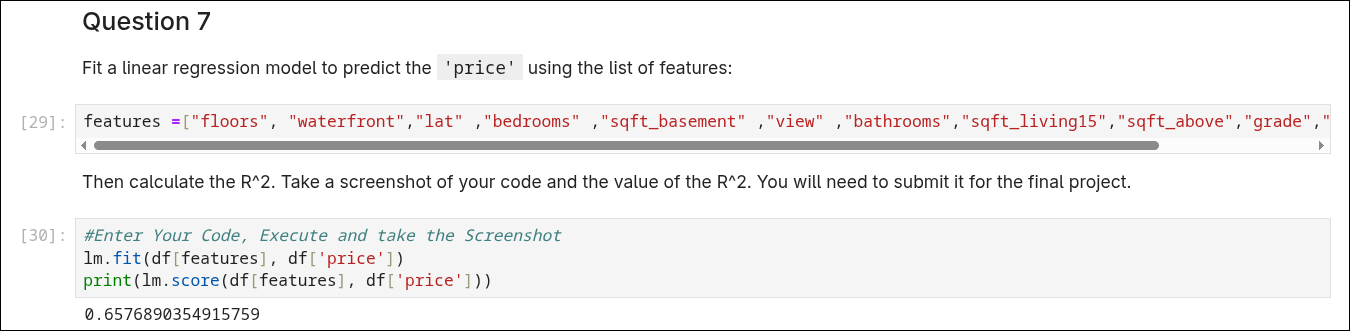 Question 7
Fit a linear regression model to predict the 'price' using the list of features:
[29]: features =["floors", "waterfront","lat" ,"bedrooms" ,"sqft_basement" ,"view" ,"bathrooms","sqft_living15","sqft_above","grade","
Then calculate the R^2. Take a screenshot of your code and the value of the R^2. You will need to submit it for the final project.
[30]: #Enter Your Code, Execute and take the Screenshot
lm.fit(df[features], df['price'])
print(lm.score(df[features], df['price']))
0.6576890354915759